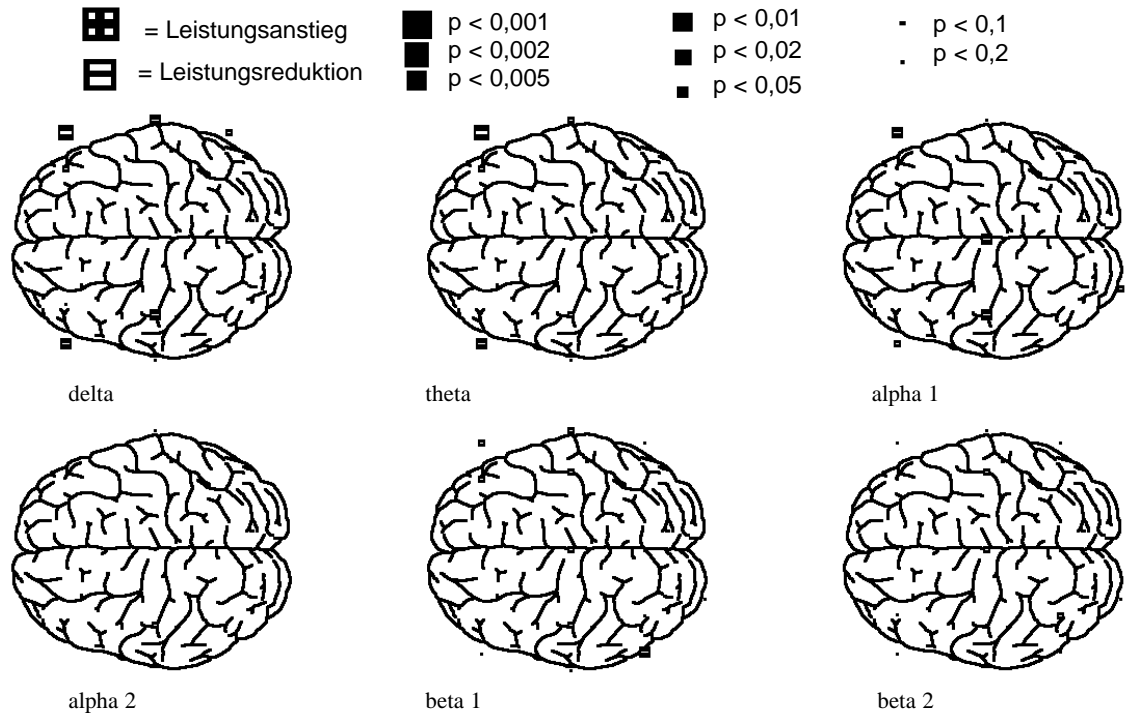 = Leistungsanstieg
= Leistungsreduktion
p < 0,001
p < 0,002
p < 0,005
p < 0,01
p < 0,02
p < 0,05
p < 0,1
p < 0,2
delta
theta
alpha 1
alpha 2
beta 1
beta 2